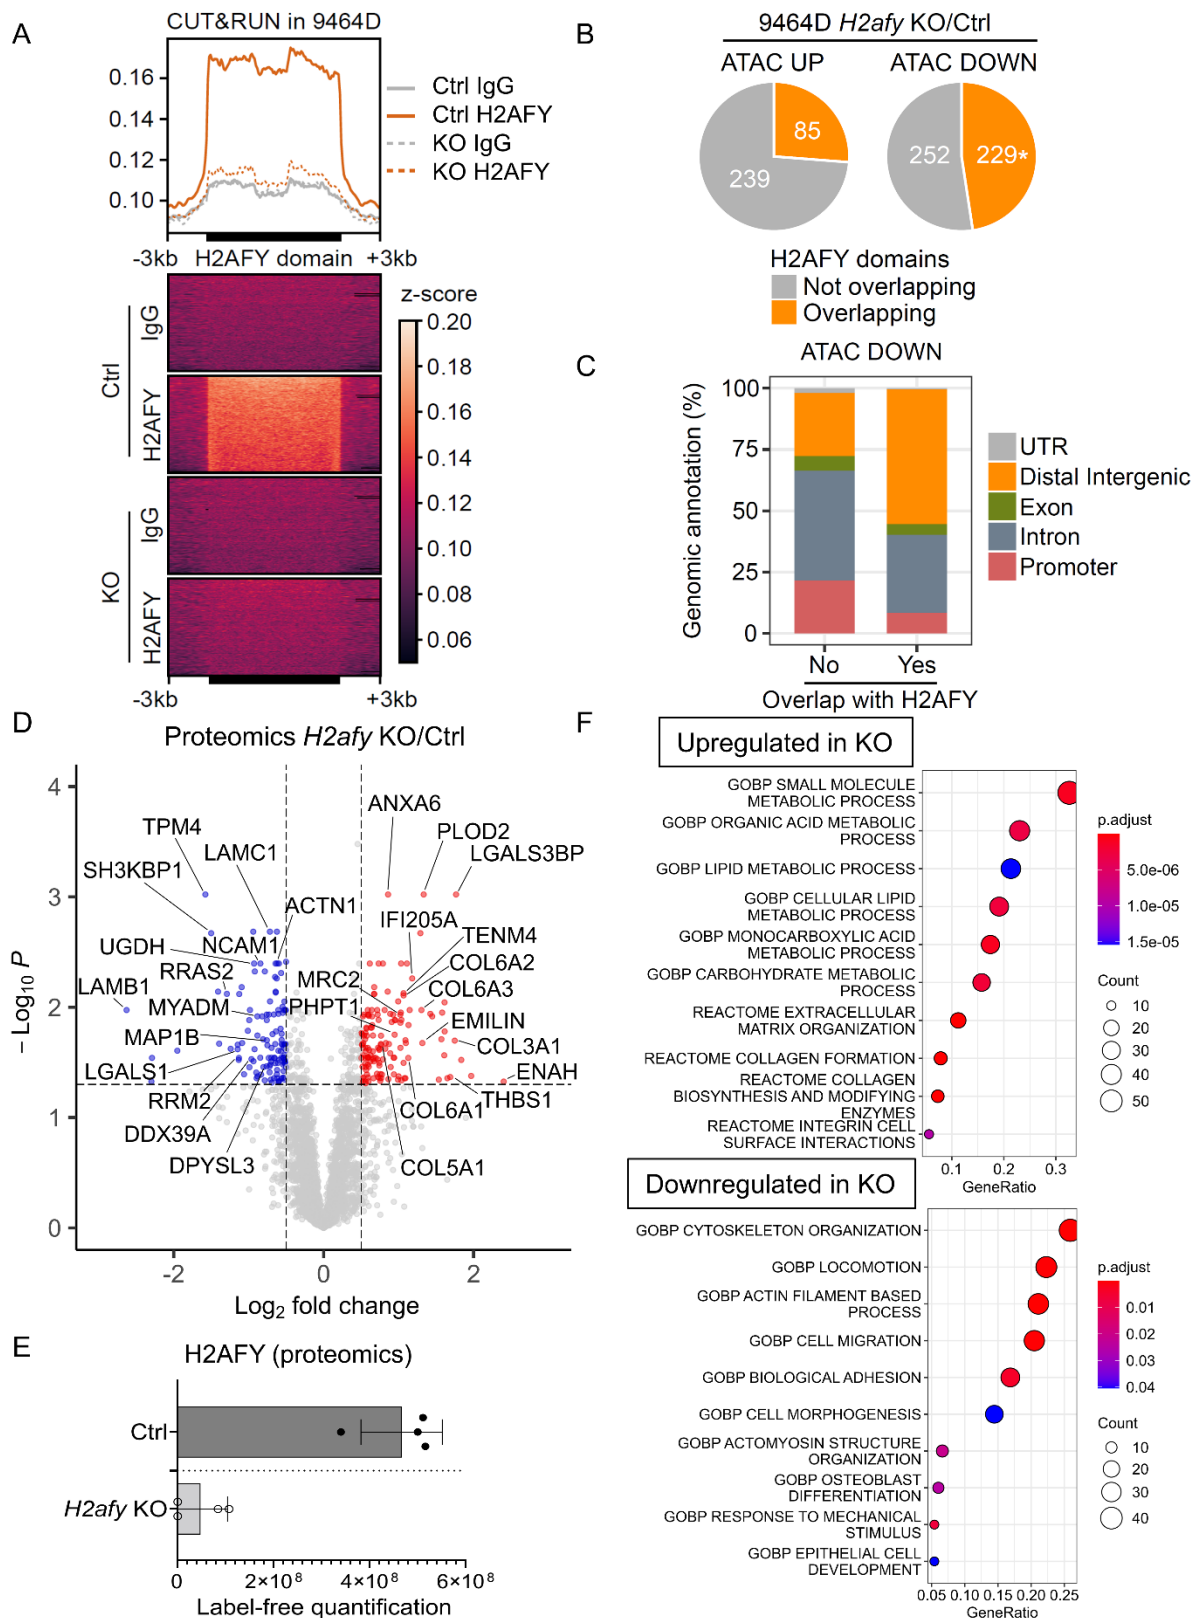 A
CUT&RUN in 9464D
0.16
0.14
0.12
0.10
Ctrl IgG
Ctrl H2AFY
KO IgG
KO H2AFY
-3kb H2AFY domain +3kb
Ctrl
IgG
H2AFY
KO
IgG
H2AFY
z-score
0.20
0.18
0.16
0.14
0.12
0.10
0.08
0.06
-3kb +3kb
B
9464D H2afy KO/Ctrl
ATAC UP ATAC DOWN
85
239
252
229*
H2AFY domains
Not overlapping
Overlapping
C
ATAC DOWN
Genomic annotation (%)
100
75
50
25
0
No Yes
Overlap with H2AFY
UTR
Distal Intergenic
Exon
Intron
Promoter
D
Proteomics H2afy KO/Ctrl
− Log10 P
4
3
2
1
0
TPM4
SH3KBP1
LAMC1
ACTN1
UGDH
NCAM1
RRAS2
LAMB1
MYADM
MAP1B
LGALS1
RRM2
DDX39A
DPYSL3
ANXA6
PLOD2
LGALS3BP
IFI205A
TENM4
MRC2
COL6A2
PHPT1
COL6A3
EMILIN
COL3A1
ENAH
THBS1
COL6A1
COL5A1
-2 0 2
Log2 fold change
E
H2AFY (proteomics)
Ctrl
H2afy KO
0 2×10⁸ 4×10⁸ 6×10⁸
Label-free quantification
F
Upregulated in KO
GOBP SMALL MOLECULE
METABOLIC PROCESS
GOBP ORGANIC ACID METABOLIC
PROCESS
GOBP LIPID METABOLIC PROCESS
GOBP CELLULAR LIPID
METABOLIC PROCESS
GOBP MONOCARBOXYLIC ACID
METABOLIC PROCESS
GOBP CARBOHYDRATE METABOLIC
PROCESS
REACTOME EXTRACELLULAR
MATRIX ORGANIZATION
REACTOME COLLAGEN FORMATION
REACTOME COLLAGEN
BIOSYNTHESIS AND MODIFYING
ENZYMES
REACTOME INTEGRIN CELL
SURFACE INTERACTIONS
0.1 0.2 0.3
GeneRatio
p.adjust
5.0e-06
1.0e-05
1.5e-05
Count
10
20
30
40
50
Downregulated in KO
GOBP CYTOSKELETON ORGANIZATION
GOBP LOCOMOTION
GOBP ACTIN FILAMENT BASED
PROCESS
GOBP CELL MIGRATION
GOBP BIOLOGICAL ADHESION
GOBP CELL MORPHOGENESIS
GOBP ACTOMYOSIN STRUCTURE
ORGANIZATION
GOBP OSTEOBLAST
DIFFERENTIATION
GOBP RESPONSE TO MECHANICAL
STIMULUS
GOBP EPITHELIAL CELL
DEVELOPMENT
0.05 0.10 0.15 0.20 0.25
GeneRatio
p.adjust
0.01
0.02
0.03
0.04
Count
10
20
30
40